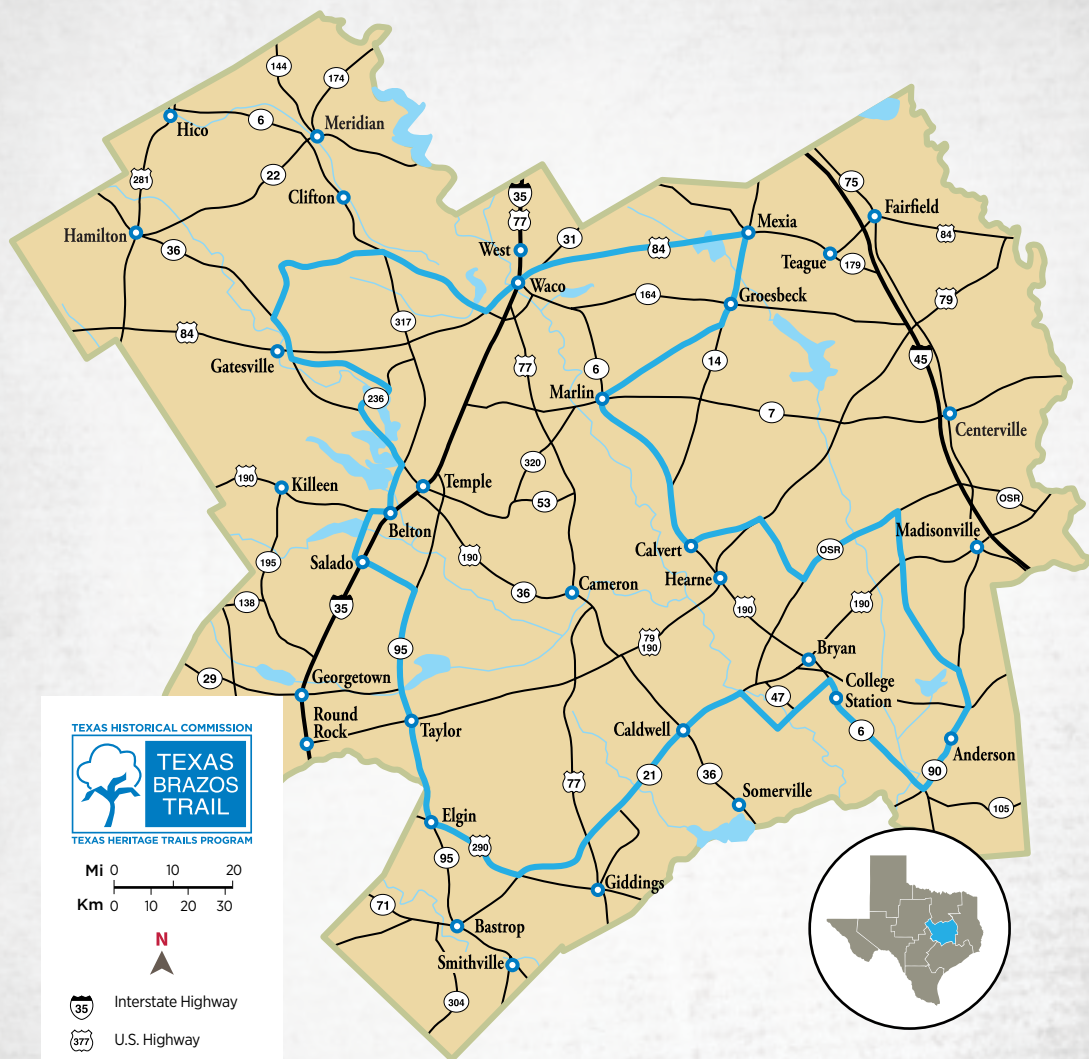 144
174
Hico
6
Meridian
281
22
Clifton
35
77
75
Fairfield
Hamilton
36
West
31
Mexia
84
84
Teague
179
Waco
164
Groesbeck
79
317
84
Gatesville
77
6
14
45
236
Marlin
7
Centerville
320
190
Killeen
Temple
53
OSR
Belton
Madisonville
Calvert
OSR
190
Salado
195
36
Cameron
Hearne
138
35
190
190
79
190
95
Bryan
29
Georgetown
College
Station
47
Round
Rock
Taylor
Caldwell
6
Anderson
21
36
90
77
Somerville
105
Elgin
290
95
Giddings
71
Bastrop
Smithville
304
TEXAS HISTORICAL COMMISSION
TEXAS
BRAZOS
TRAIL
TEXAS HERITAGE TRAILS PROGRAM
Mi 0 10 20
Km 0 10 20 30
N
35 Interstate Highway
377 U.S. Highway